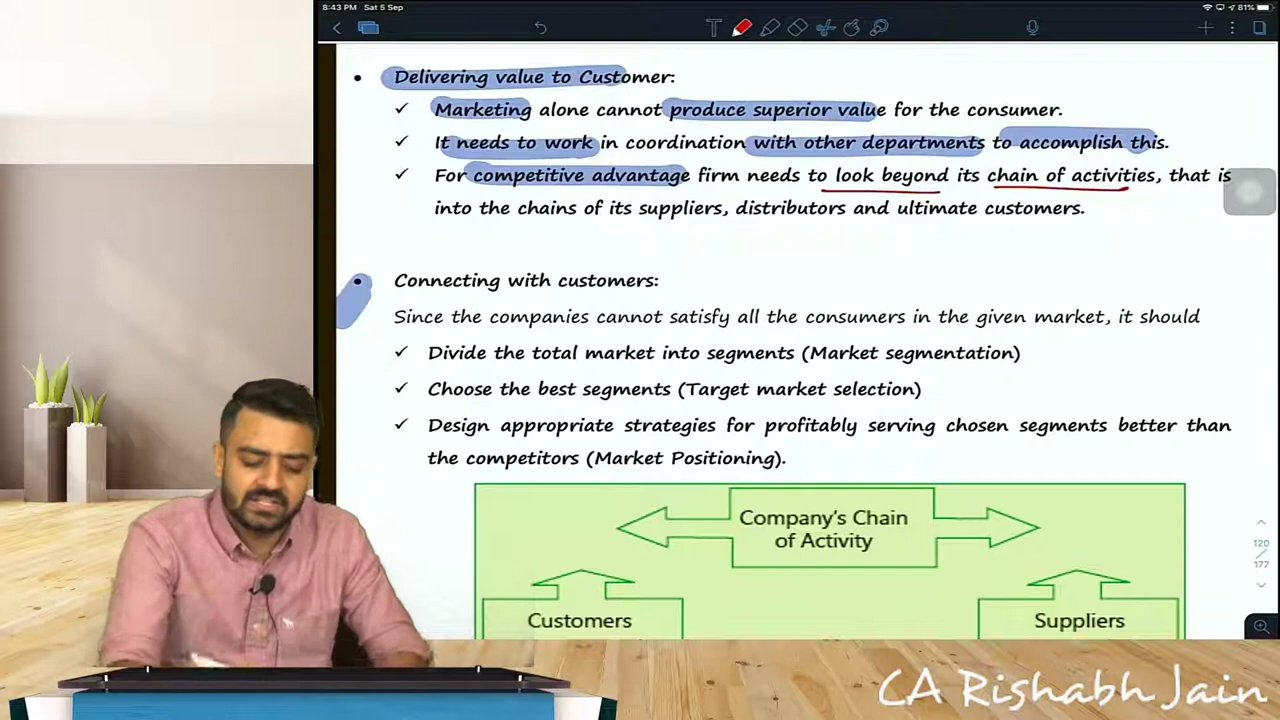 8:43 PM Sat 5 Sep
81%
T
• Delivering value to Customer:
✓ Marketing alone cannot produce superior value for the consumer.
✓ It needs to work in coordination with other departments to accomplish this.
✓ For competitive advantage firm needs to look beyond its chain of activities, that is
into the chains of its suppliers, distributors and ultimate customers.
• Connecting with customers:
Since the companies cannot satisfy all the consumers in the given market, it should
✓ Divide the total market into segments (Market segmentation)
✓ Choose the best segments (Target market selection)
✓ Design appropriate strategies for profitably serving chosen segments better than
the competitors (Market Positioning).
Company's Chain
of Activity
Customers
Suppliers
120
/
177
CA Rishabh Jain